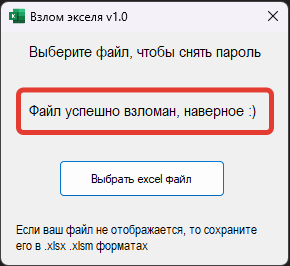 Взлом экселя v1.0
Выберите файл, чтобы снять пароль
Файл успешно взломан, наверное :)
Выбрать excel файл
Если ваш файл не отображается, то сохраните
его в .xlsx .xlsm форматах